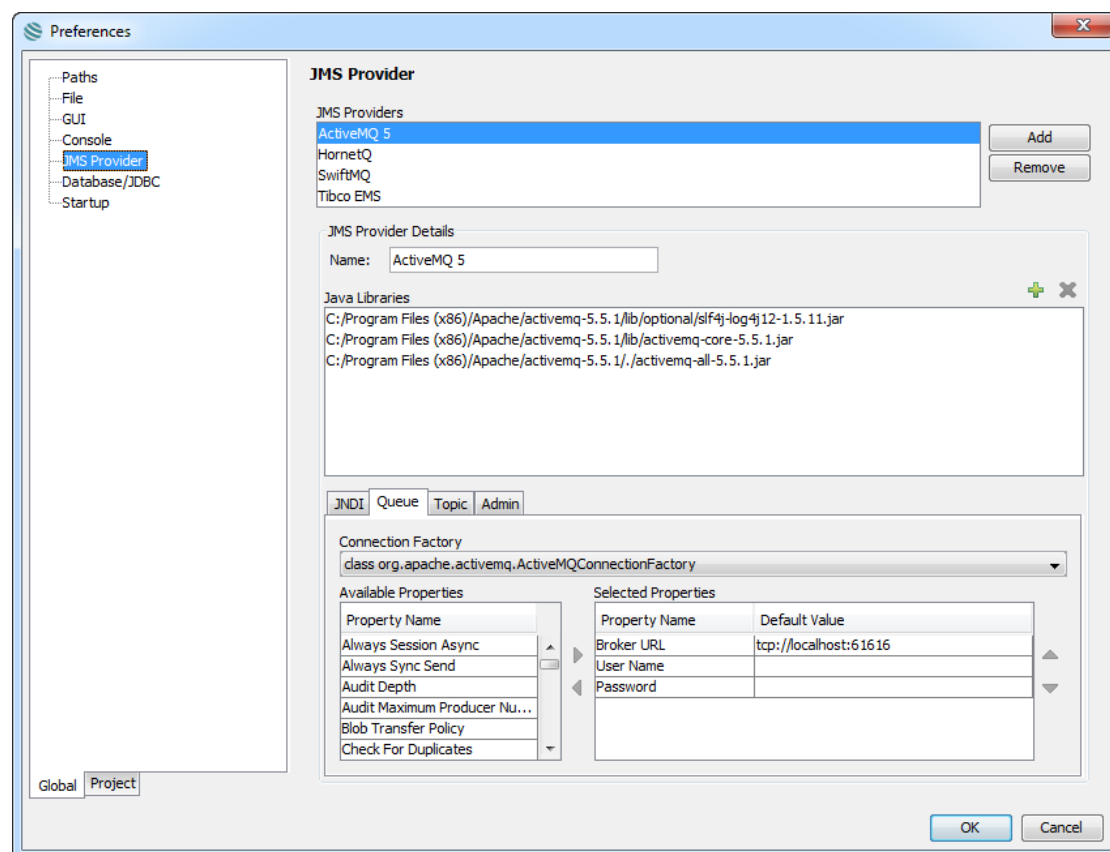 Preferences
Paths
File
GUI
Console
JMS Provider
Database/JDBC
Startup
Global
Project
JMS Provider
JMS Providers
ActiveMQ 5
HornetQ
SwiftMQ
Tibco EMS
Add
Remove
JMS Provider Details
Name: ActiveMQ 5
Java Libraries
C:/Program Files (x86)/Apache/activemq-5.5.1/lib/optional/slf4j-log4j12-1.5.11.jar
C:/Program Files (x86)/Apache/activemq-5.5.1/lib/activemq-core-5.5.1.jar
C:/Program Files (x86)/Apache/activemq-5.5.1/./activemq-all-5.5.1.jar
JNDI Queue Topic Admin
Connection Factory
class org.apache.activemq.ActiveMQConnectionFactory
Available Properties
Property Name
Always Session Async
Always Sync Send
Audit Depth
Audit Maximum Producer Nu...
Blob Transfer Policy
Check For Duplicates
Selected Properties
Property Name Default Value
Broker URL tcp://localhost:61616
User Name
Password
OK Cancel